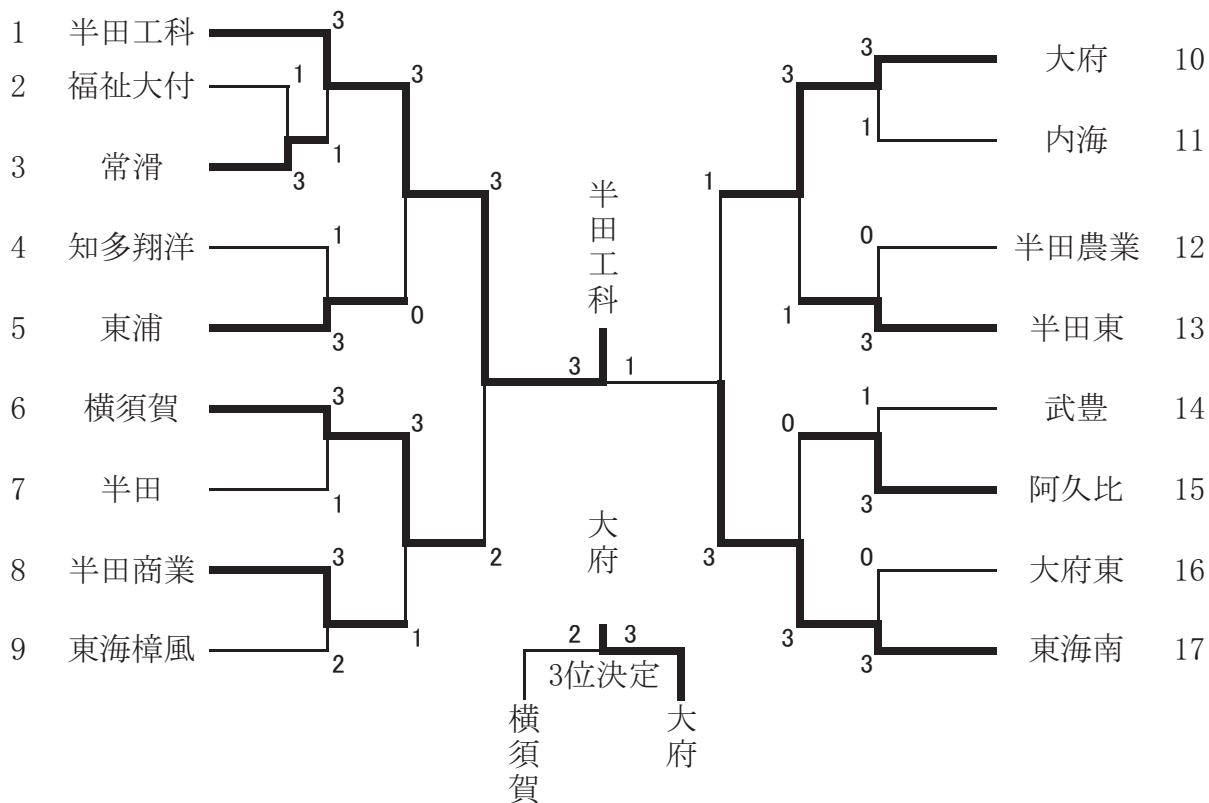 1 半田工科 3
2 福祉大付 1
3 常滑 3
1
3
4 知多翔洋 1
5 東浦 3
0
3
6 横須賀 3
7 半田 1
3
8 半田商業 3
9 東海樟風 2
1
2
半田工科
3 1
大府
2 3
3位決定
横須賀
大府
3 大府 10
1 内海 11
3
0 半田農業 12
3 半田東 13
1
1
1 武豊 14
3 阿久比 15
0
0 大府東 16
3 東海南 17
3
3